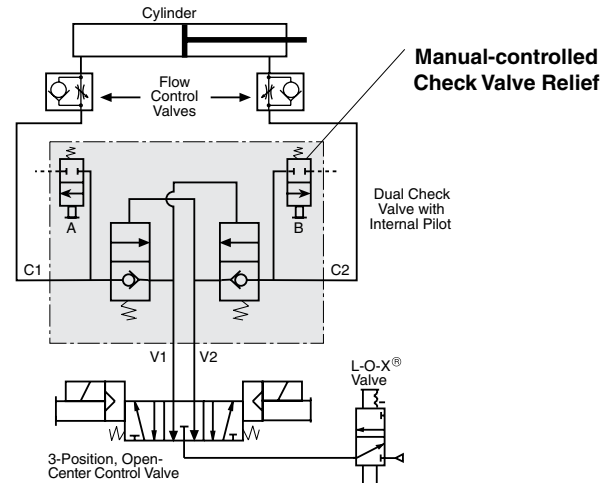 Cylinder
Manual-controlled
Check Valve Relief
Flow
Control
Valves
A
B
Dual Check
Valve with
Internal Pilot
C1
C2
V1
V2
L-O-X®
Valve
3-Position, Open-
Center Control Valve